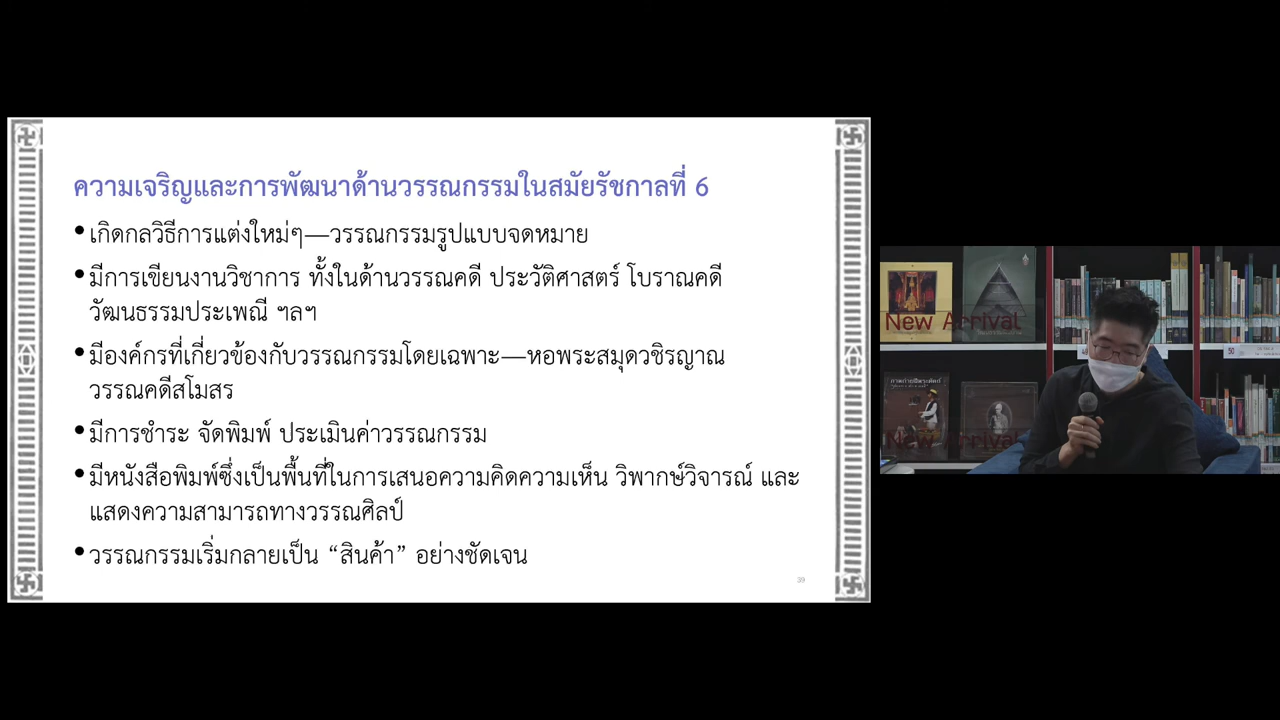 ความเจริญและการพัฒนาด้านวรรณกรรมในสมัยรัชกาลที่ 6
•เกิดกลวิธีการแต่งใหม่ๆ—วรรณกรรมรูปแบบจดหมาย
•มีการเขียนงานวิชาการ ทั้งในด้านวรรณคดี ประวัติศาสตร์ โบราณคดี
วัฒนธรรมประเพณี ฯลฯ
•มีองค์กรที่เกี่ยวข้องกับวรรณกรรมโดยเฉพาะ—หอพระสมุดวชิรญาณ
วรรณคดีสโมสร
•มีการชำระ จัดพิมพ์ ประเมินค่าวรรณกรรม
•มีหนังสือพิมพ์ซึ่งเป็นพื้นที่ในการเสนอความคิดความเห็น วิพากษ์วิจารณ์ และ
แสดงความสามารถทางวรรณศิลป์
•วรรณกรรมเริ่มกลายเป็น “สินค้า” อย่างชัดเจน
39
New Arrival
New Arrival